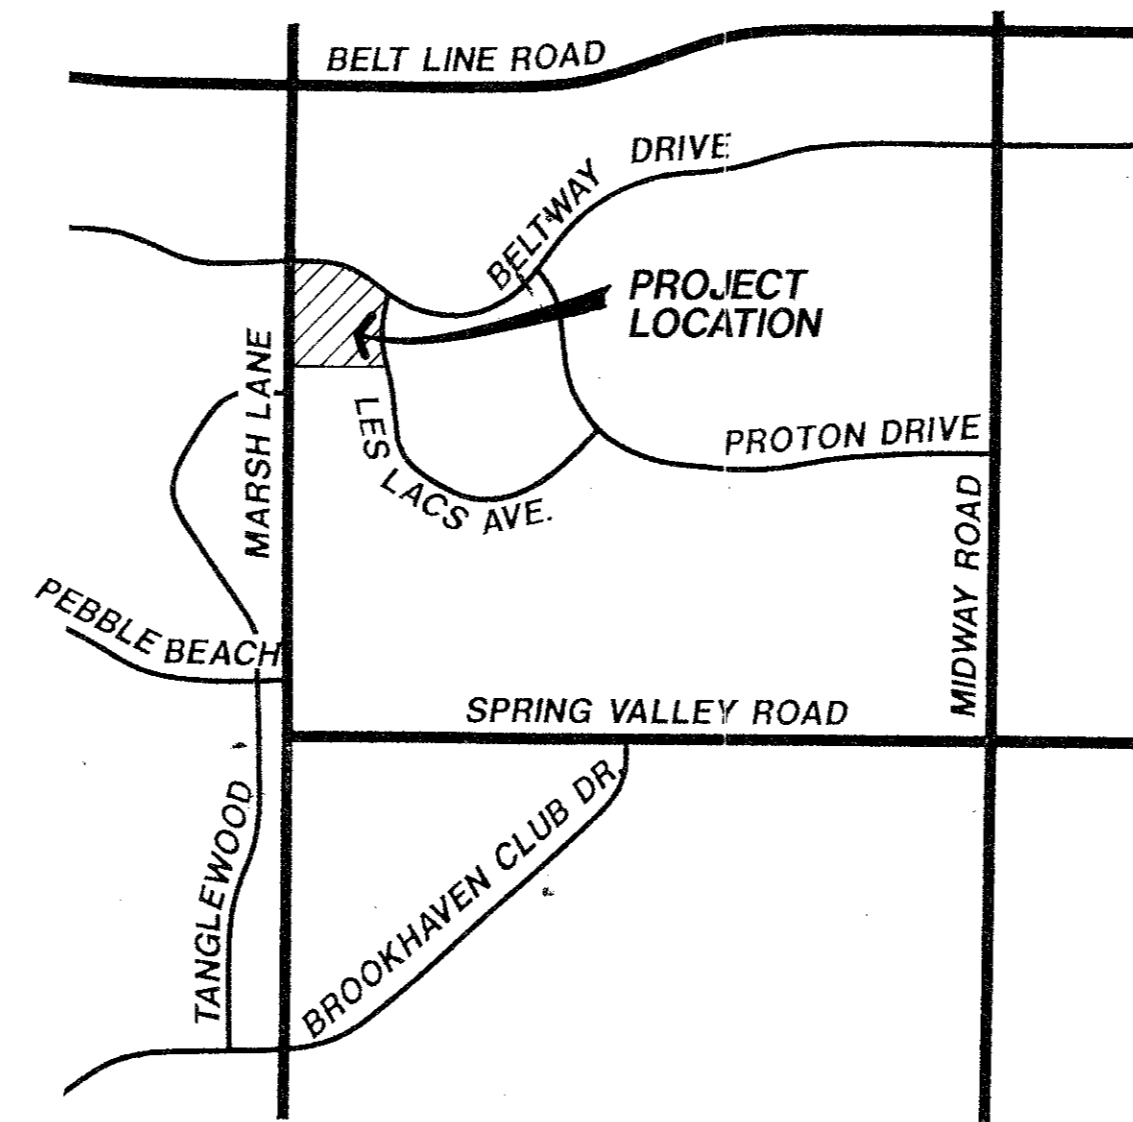 BELT LINE ROAD
BELTWAY DRIVE
PROJECT
LOCATION
MARSH LANE
LES LACS AVE.
PROTON DRIVE
MIDWAY ROAD
PEBBLE BEACH
SPRING VALLEY ROAD
TANGLEWOOD
BROOKHAVEN CLUB DR.